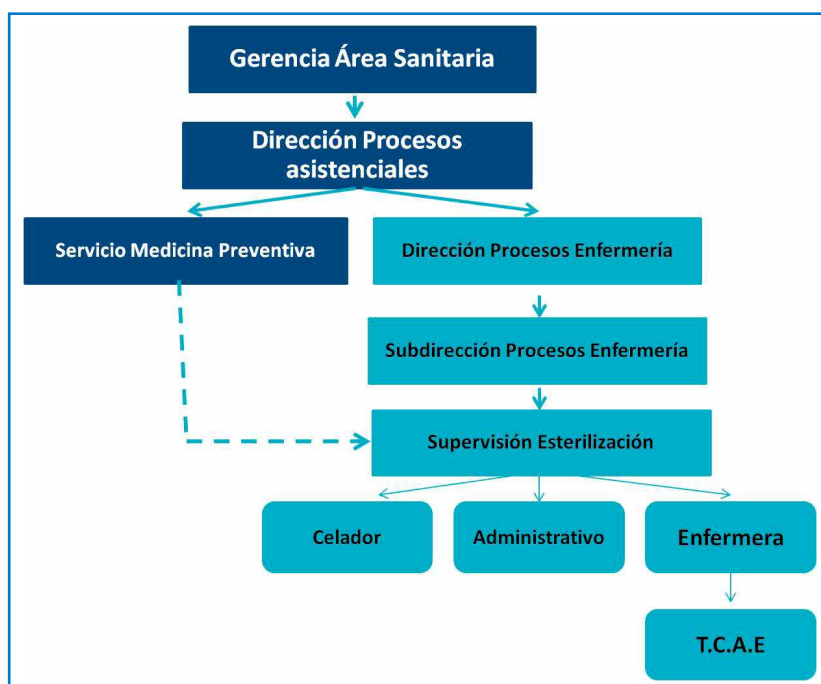 Gerencia Área Sanitaria
Dirección Procesos
asistenciales
Servicio Medicina Preventiva
Dirección Procesos Enfermería
Subdirección Procesos Enfermería
Supervisión Esterilización
Celador
Administrativo
Enfermera
T.C.A.E